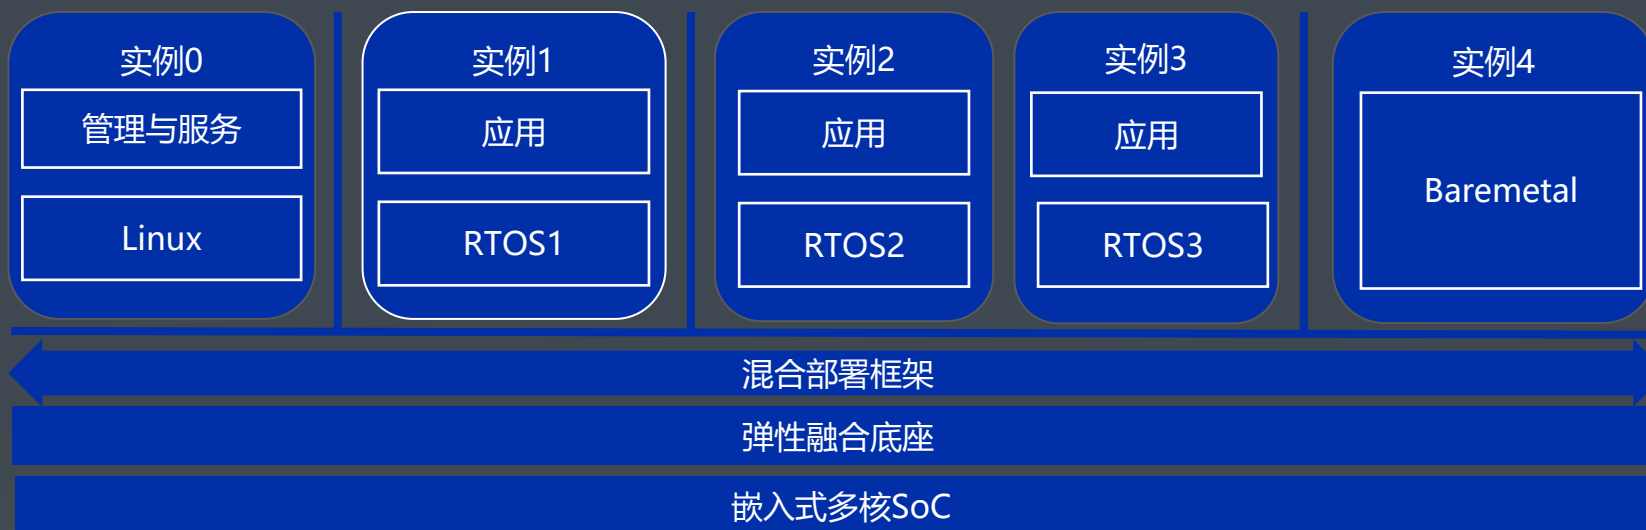 实例0
管理与服务
Linux
实例1
应用
RTOS1
实例2
应用
RTOS2
实例3
应用
RTOS3
实例4
Baremetal
混合部署框架
弹性融合底座
嵌入式多核SoC